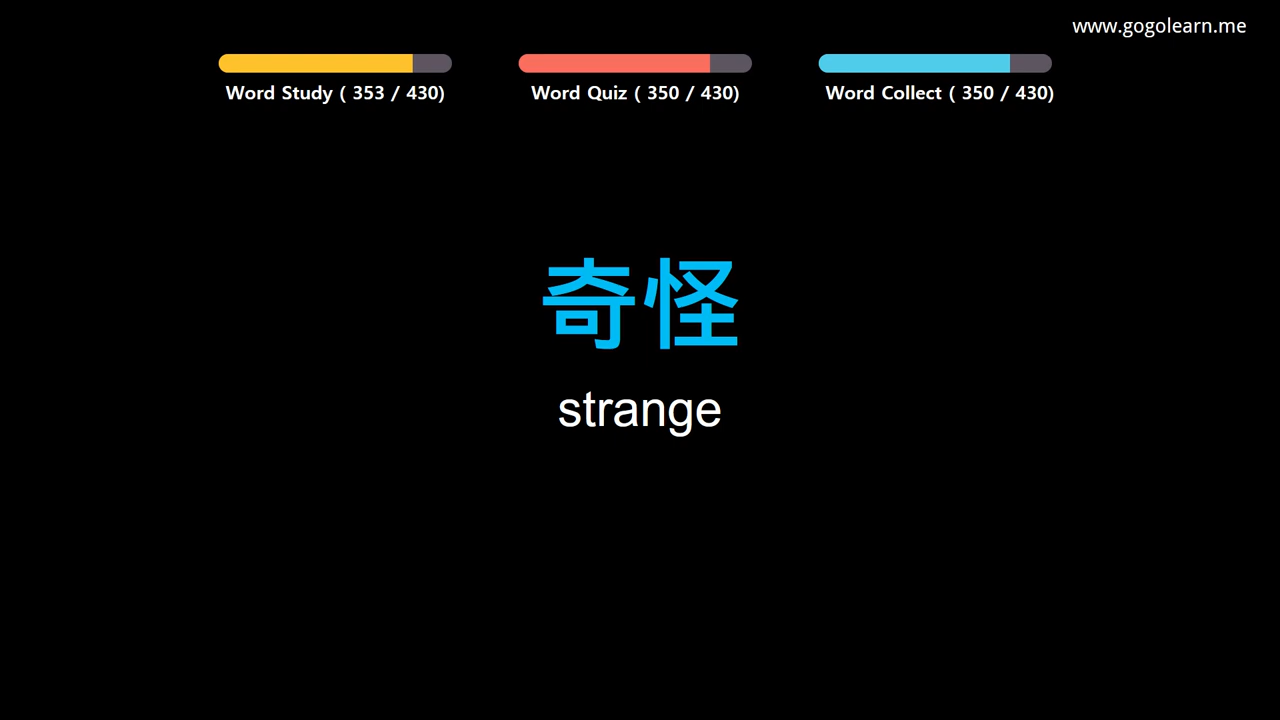 www.gogolearn.me
Word Study ( 353 / 430)
Word Quiz ( 350 / 430)
Word Collect ( 350 / 430)
奇怪
strange